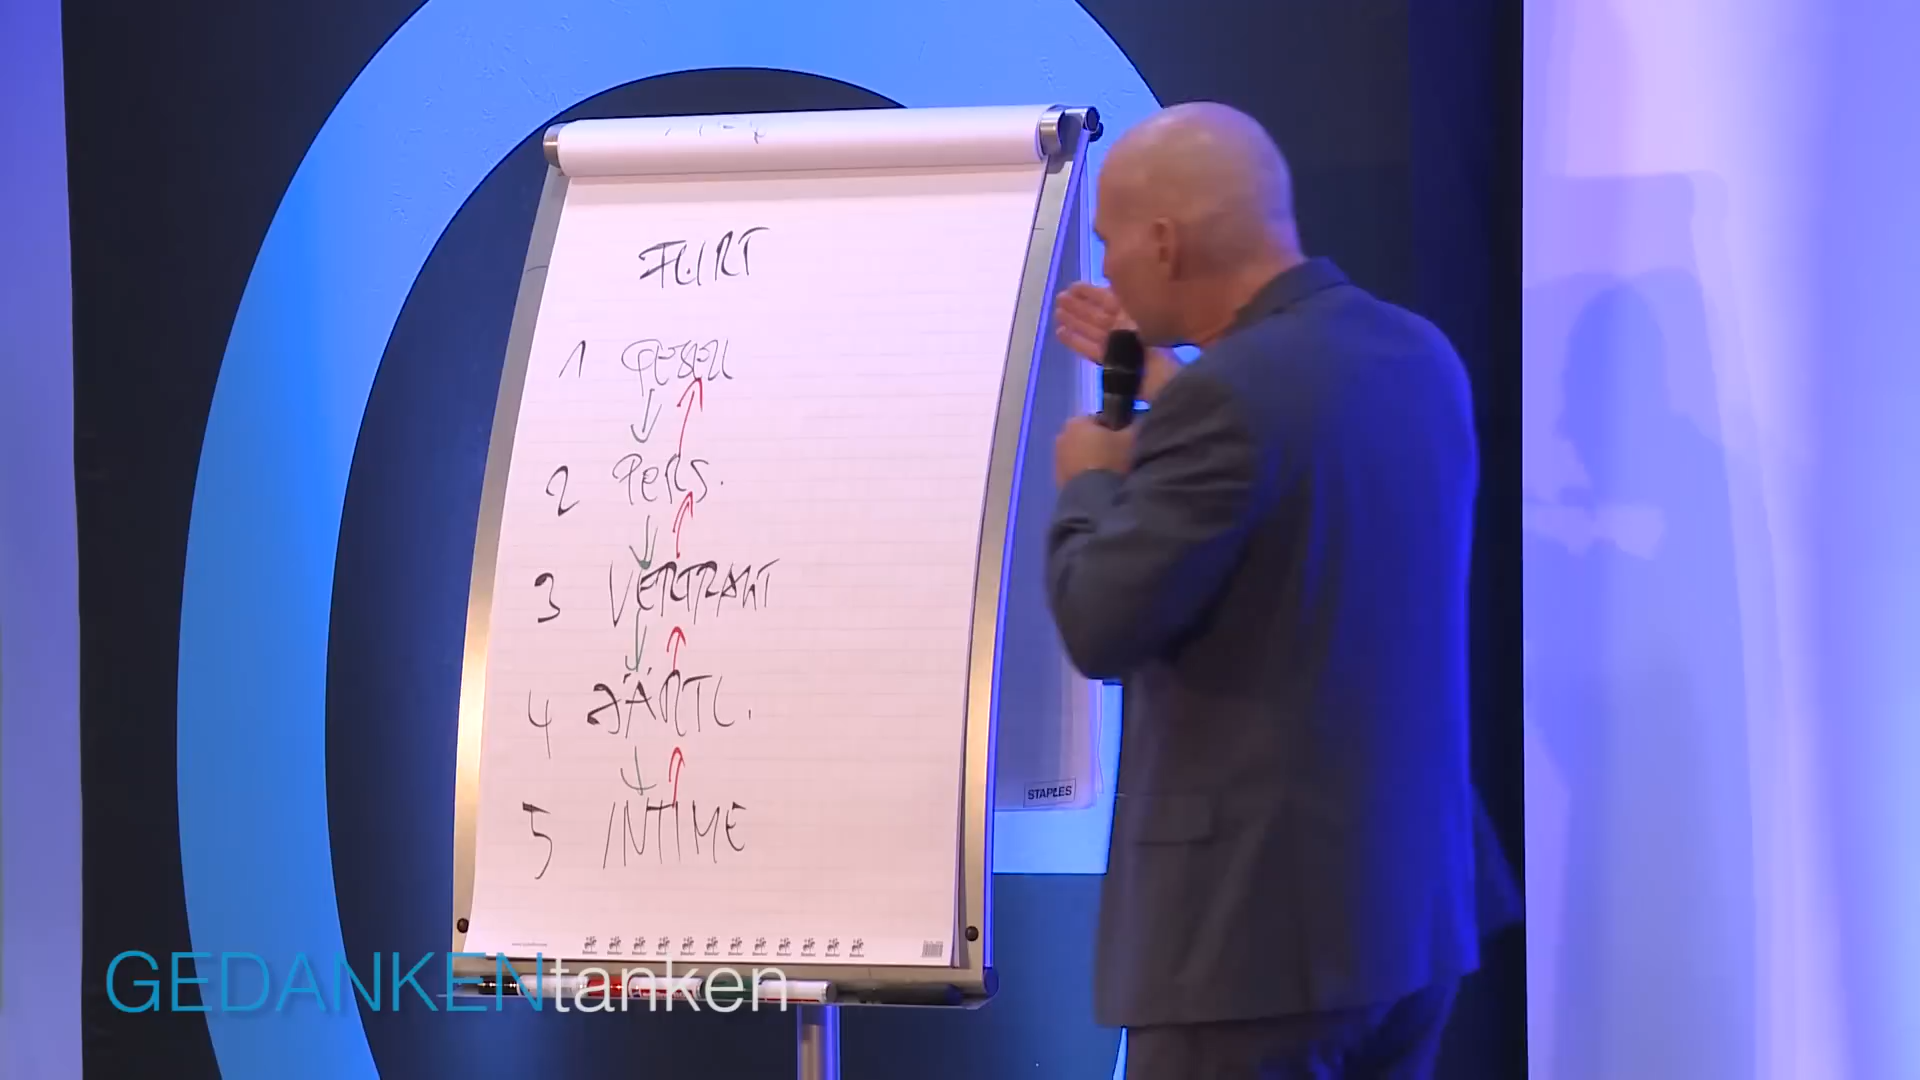 FLIRT
1 GESELL
2 PERS.
3 VERTRAUT
4 ZÄRTL.
5 INTIME
STAPLES
GEDANKENtanken